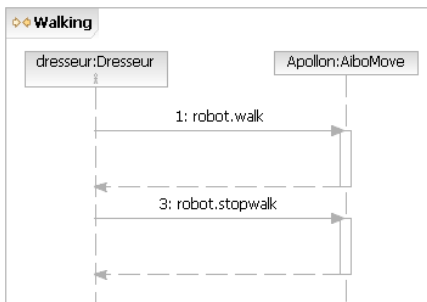 Walking
dresseur:Dresseur
Apollon:AiboMove
1: robot.walk
3: robot.stopwalk